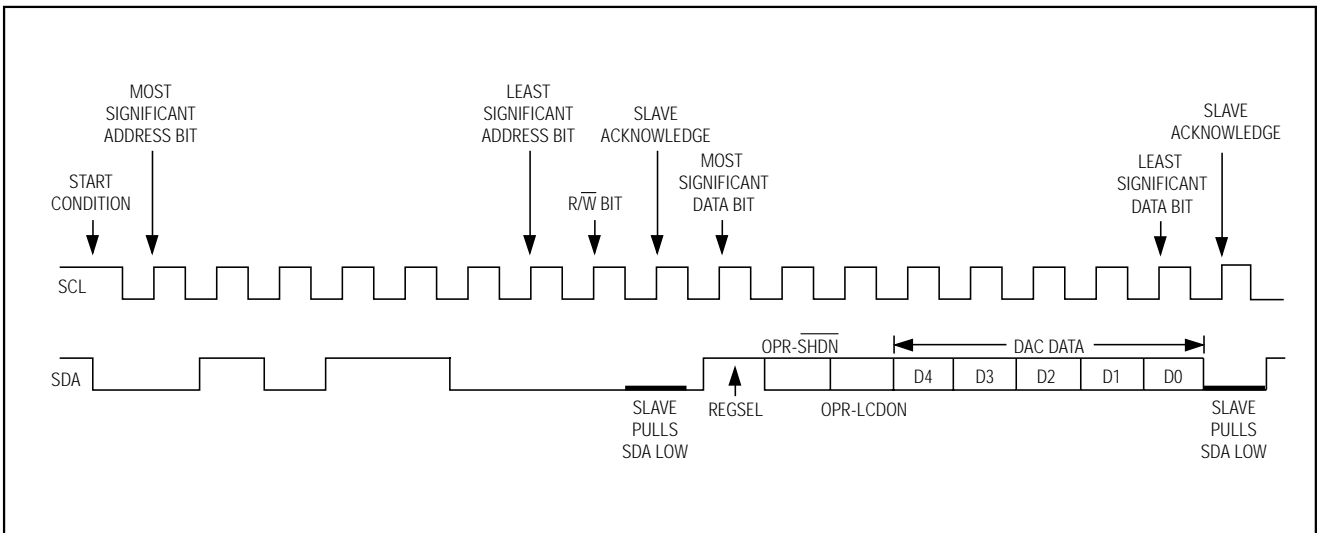 MOST
SIGNIFICANT
ADDRESS BIT
LEAST
SIGNIFICANT
ADDRESS BIT
SLAVE
ACKNOWLEDGE
SLAVE
ACKNOWLEDGE
START
CONDITION
R/W̅ BIT
MOST
SIGNIFICANT
DATA BIT
LEAST
SIGNIFICANT
DATA BIT
SCL
OPR-S̅H̅D̅N̅
DAC DATA
SDA
D4 D3 D2 D1 D0
SLAVE
PULLS
SDA LOW
REGSEL
OPR-LCDON
SLAVE
PULLS
SDA LOW